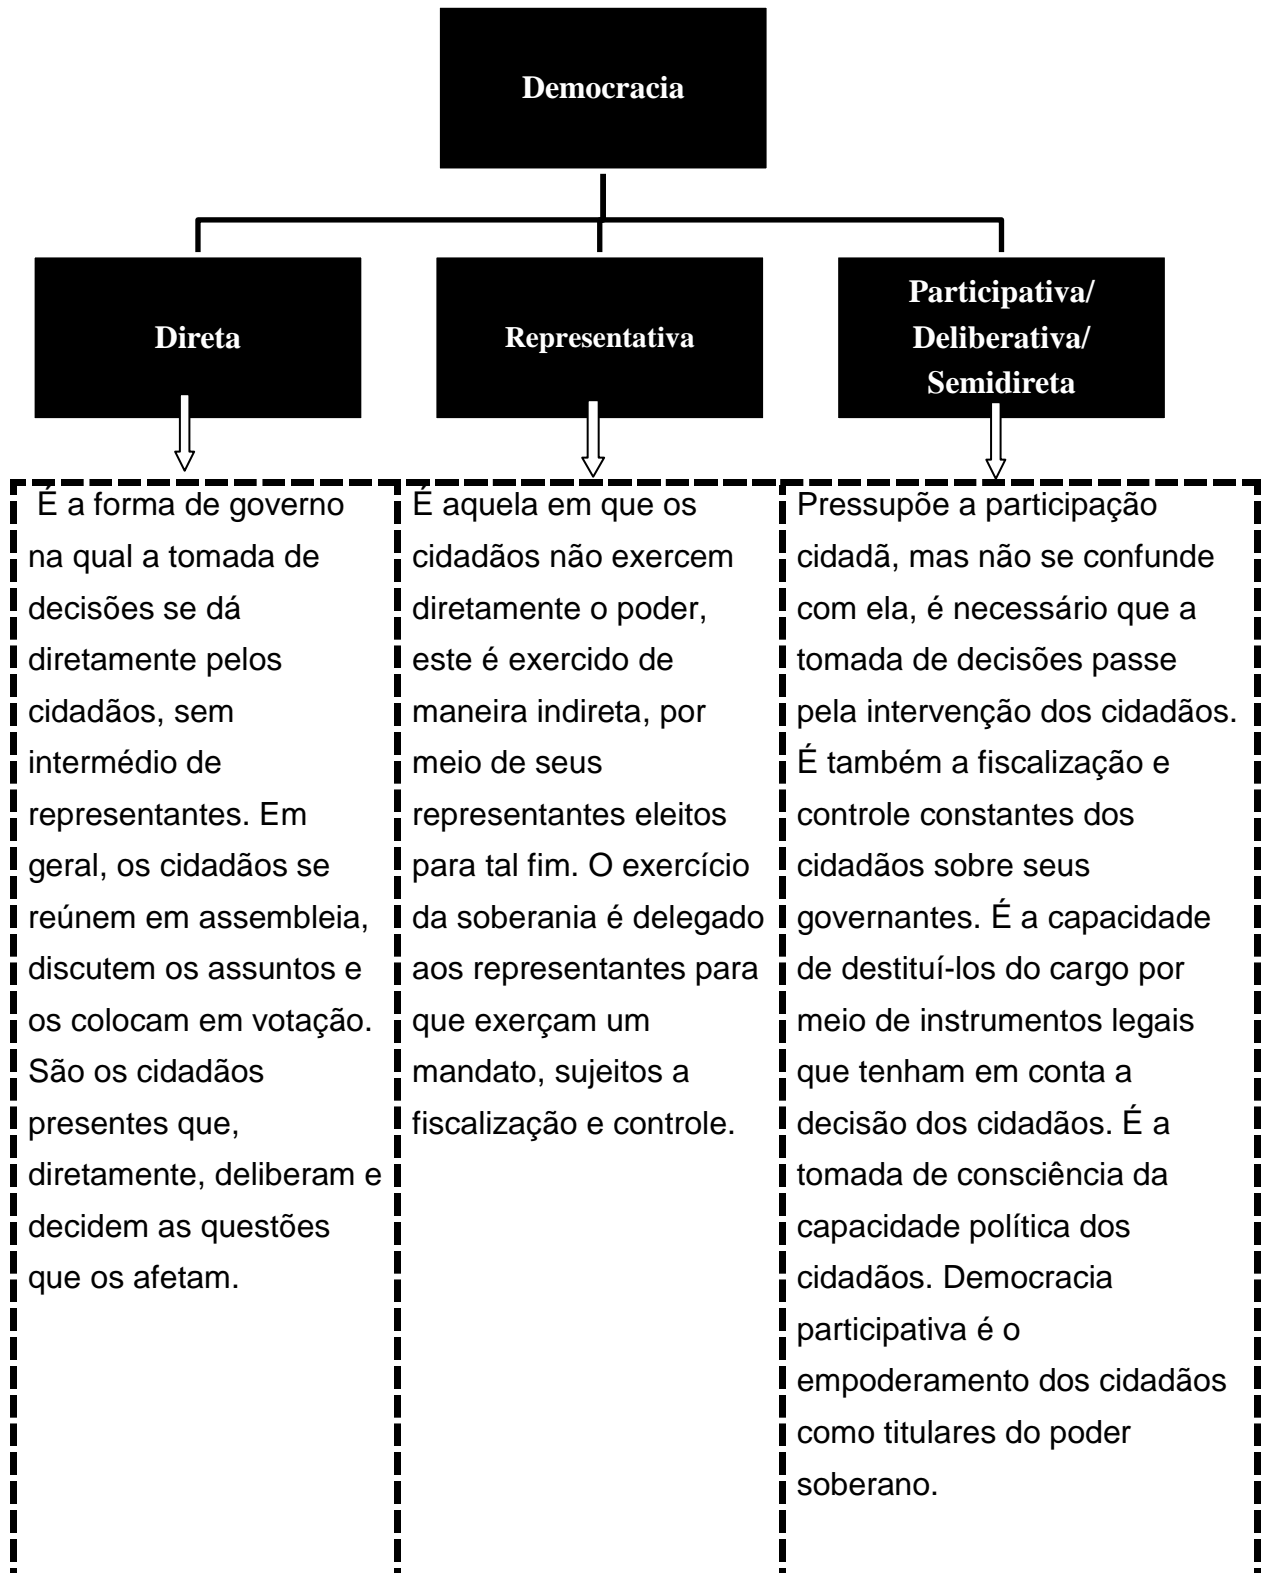 Democracia
Direta
Representativa
Participativa/
Deliberativa/
Semidireta
É a forma de governo
na qual a tomada de
decisões se dá
diretamente pelos
cidadãos, sem
intermédio de
representantes. Em
geral, os cidadãos se
reúnem em assembleia,
discutem os assuntos e
os colocam em votação.
São os cidadãos
presentes que,
diretamente, deliberam e
decidem as questões
que os afetam.
É aquela em que os
cidadãos não exercem
diretamente o poder,
este é exercido de
maneira indireta, por
meio de seus
representantes eleitos
para tal fim. O exercício
da soberania é delegado
aos representantes para
que exerçam um
mandato, sujeitos a
fiscalização e controle.
Pressupõe a participação
cidadã, mas não se confunde
com ela, é necessário que a
tomada de decisões passe
pela intervenção dos cidadãos.
É também a fiscalização e
controle constantes dos
cidadãos sobre seus
governantes. É a capacidade
de destituí-los do cargo por
meio de instrumentos legais
que tenham em conta a
decisão dos cidadãos. É a
tomada de consciência da
capacidade política dos
cidadãos. Democracia
participativa é o
empoderamento dos cidadãos
como titulares do poder
soberano.